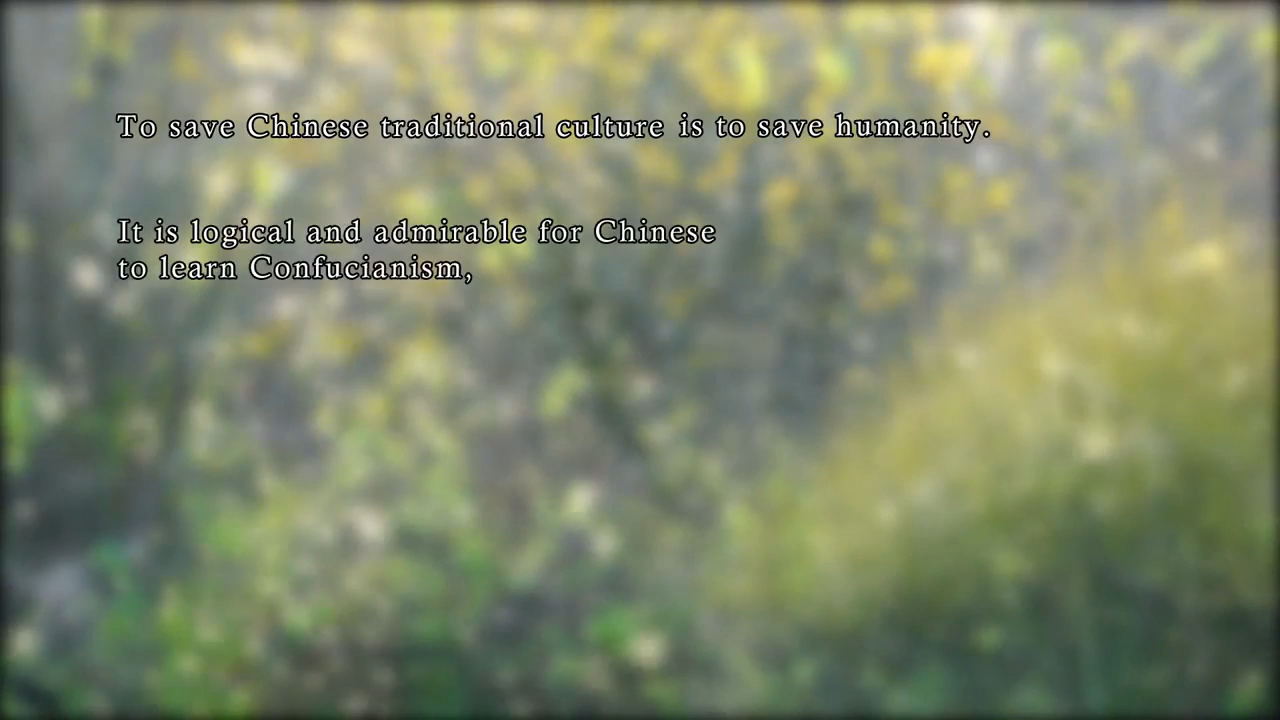 To save Chinese traditional culture is to save humanity.
It is logical and admirable for Chinese
to learn Confucianism,